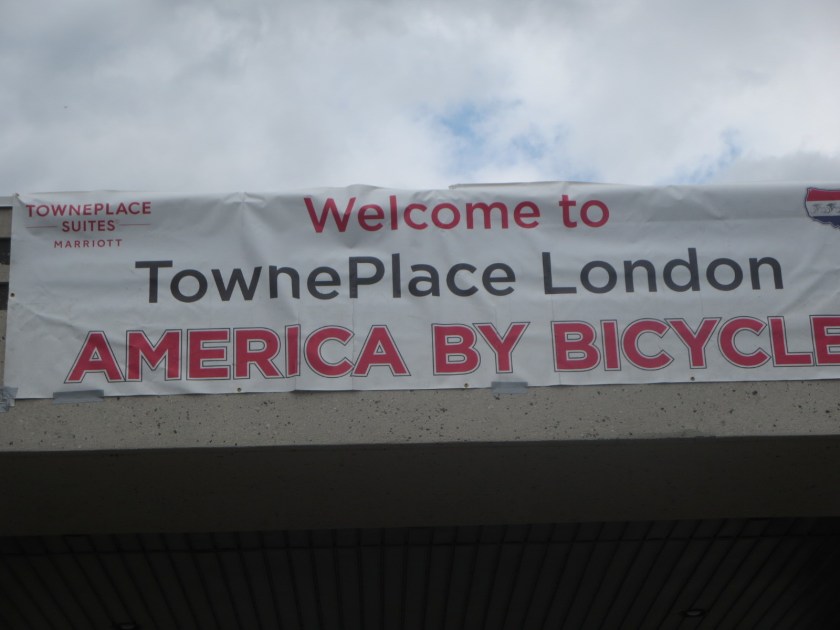 TOWNEPLACE
SUITES
MARRIOTT
Welcome to
TownePlace London
AMERICA BY BICYCLE